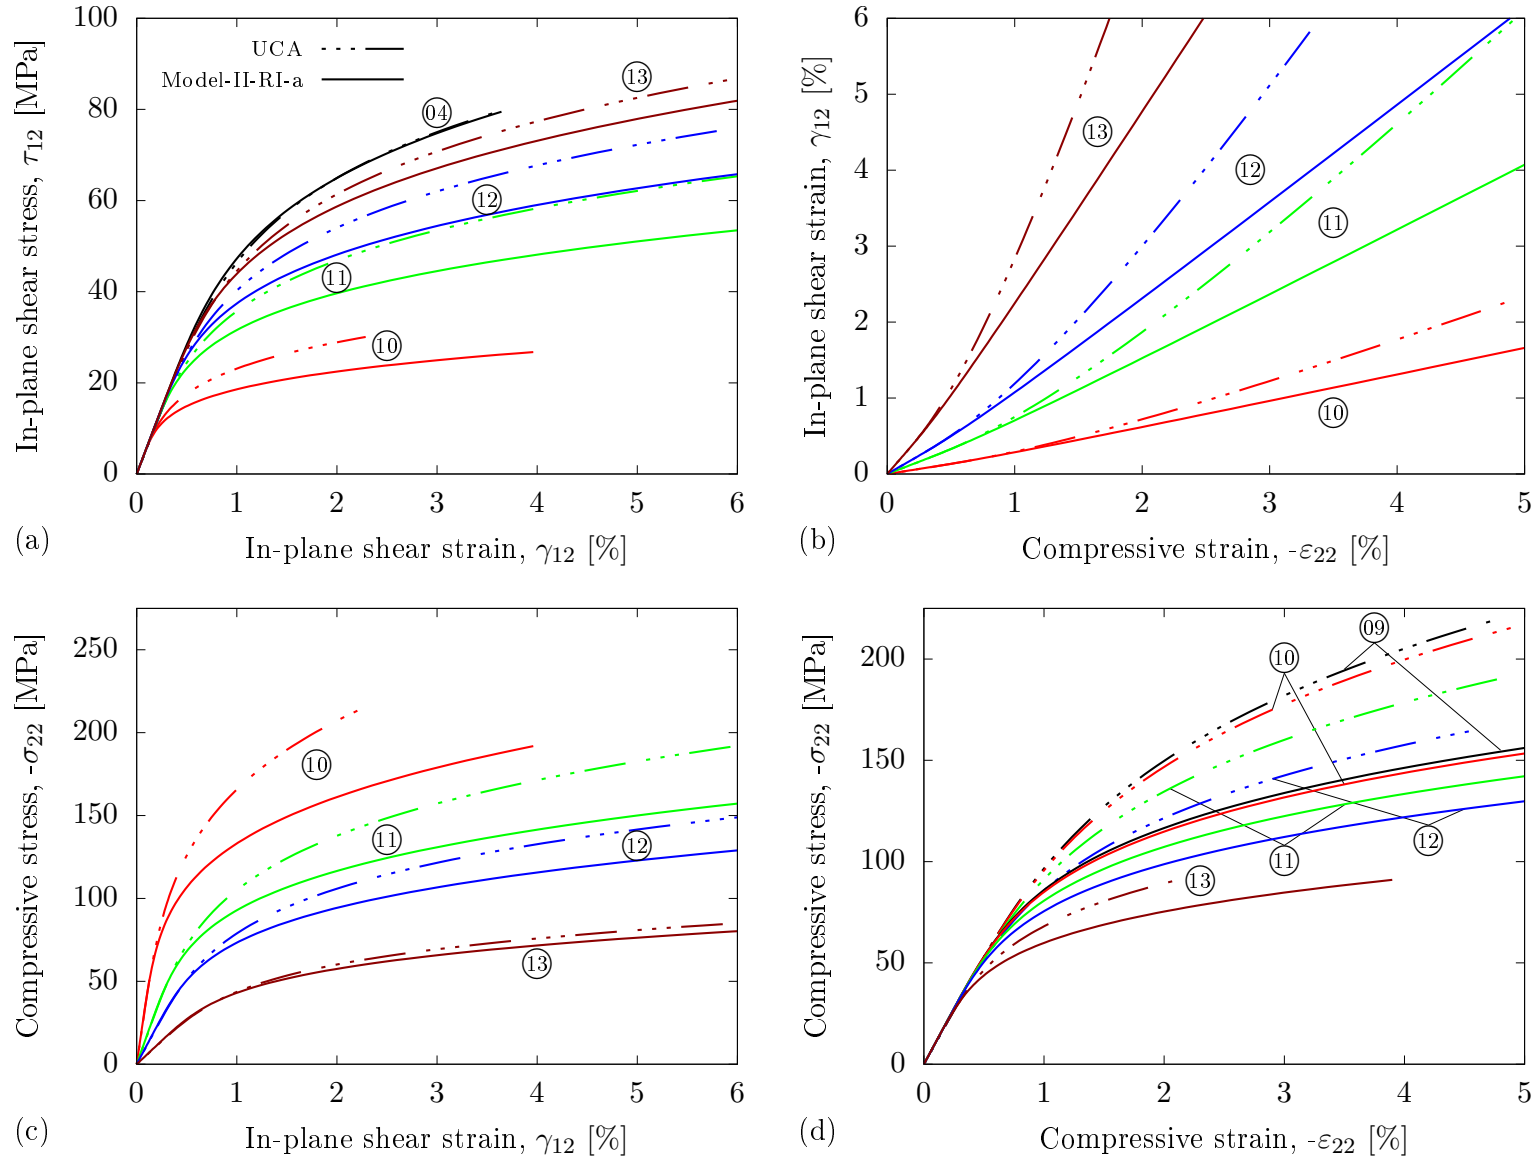 100
80
60
40
20
0
0 1 2 3 4 5 6
In-plane shear stress, τ12 [MPa]
In-plane shear strain, γ12 [%]
(a)
UCA
Model-II-RI-a
04
13
12
11
10
6
5
4
3
2
1
0
0 1 2 3 4 5
In-plane shear strain, γ12 [%]
Compressive strain, -ε22 [%]
(b)
13
12
11
10
250
200
150
100
50
0
0 1 2 3 4 5 6
Compressive stress, -σ22 [MPa]
In-plane shear strain, γ12 [%]
(c)
10
11
12
13
200
150
100
50
0
0 1 2 3 4 5
Compressive stress, -σ22 [MPa]
Compressive strain, -ε22 [%]
(d)
09
10
12
11
13